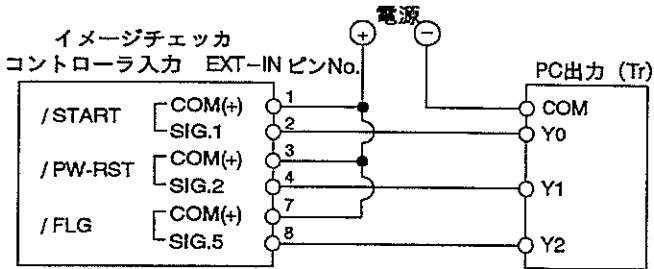 電源
+ −
イメージチェッカ
コントローラ入力 EXT-IN ピンNo.
PC出力 (Tr)
/START
COM(+) 1
SIG.1 2
/PW-RST
COM(+) 3
SIG.2 4
/FLG
COM(+) 7
SIG.5 8
COM
Y0
Y1
Y2